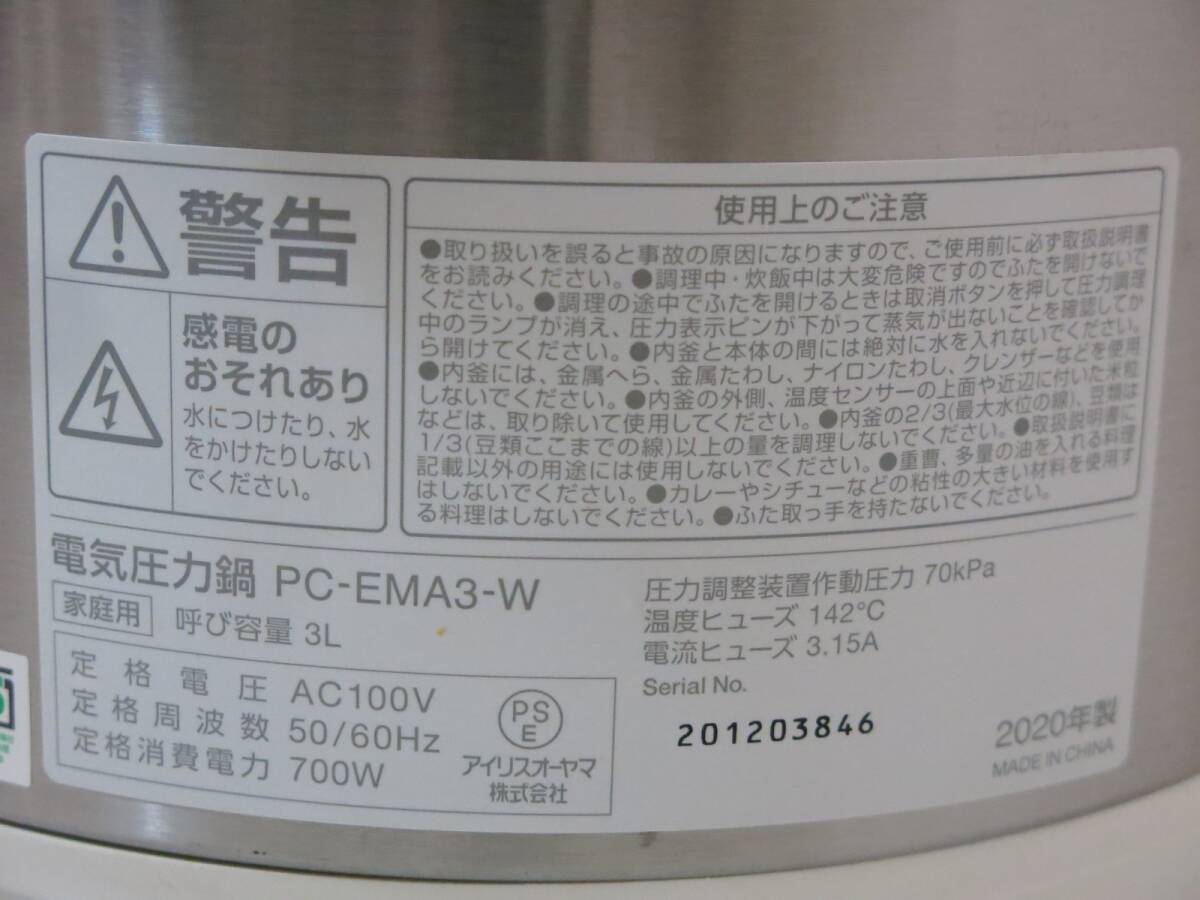 警告
感電の
おそれあり
水につけたり、水
をかけたりしない
でください。
使用上のご注意
●取り扱いを誤ると事故の原因になりますので、ご使用前に必ず取扱説明書
をお読みください。●調理中・炊飯中は大変危険ですのでふたを開けないで
ください。●調理の途中でふたを開けるときは取消ボタンを押して圧力調理
中のランプが消え、圧力表示ピンが下がって蒸気が出ないことを確認してか
ら開けてください。●内釜と本体の間には絶対に水を入れないでください。
●内釜には、金属へら、金属たわし、ナイロンたわし、クレンザーなどを使用
しないでください。●内釜の外側、温度センサーの上面や近辺に付いた米粒
などは、取り除いて使用してください。●内釜の2/3(最大水位の線)、豆類は
1/3(豆類ここまでの線)以上の量を調理しないでください。●取扱説明書に
記載以外の用途には使用しないでください。●重曹、多量の油を入れる料理
はしないでください。●カレーやシチューなどの粘性の大きい材料を使用す
る料理はしないでください。●ふた取っ手を持たないでください。
電気圧力鍋 PC-EMA3-W
家庭用 呼び容量 3L
定格電圧 AC100V
定格周波数 50/60Hz
定格消費電力 700W
PS
E
アイリスオーヤマ
株式会社
圧力調整装置作動圧力 70kPa
温度ヒューズ 142℃
電流ヒューズ 3.15A
Serial No.
201203846
2020年製
MADE IN CHINA